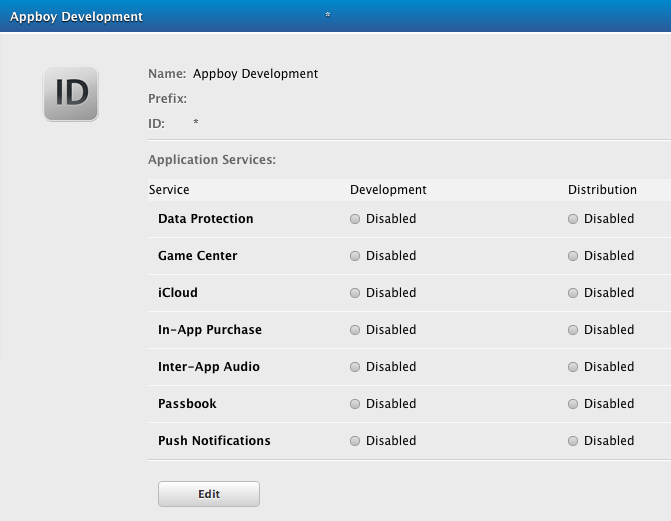 Appboy Development *
ID
Name: Appboy Development
Prefix:
ID: *
Application Services:
Service Development Distribution
Data Protection Disabled Disabled
Game Center Disabled Disabled
iCloud Disabled Disabled
In-App Purchase Disabled Disabled
Inter-App Audio Disabled Disabled
Passbook Disabled Disabled
Push Notifications Disabled Disabled
Edit